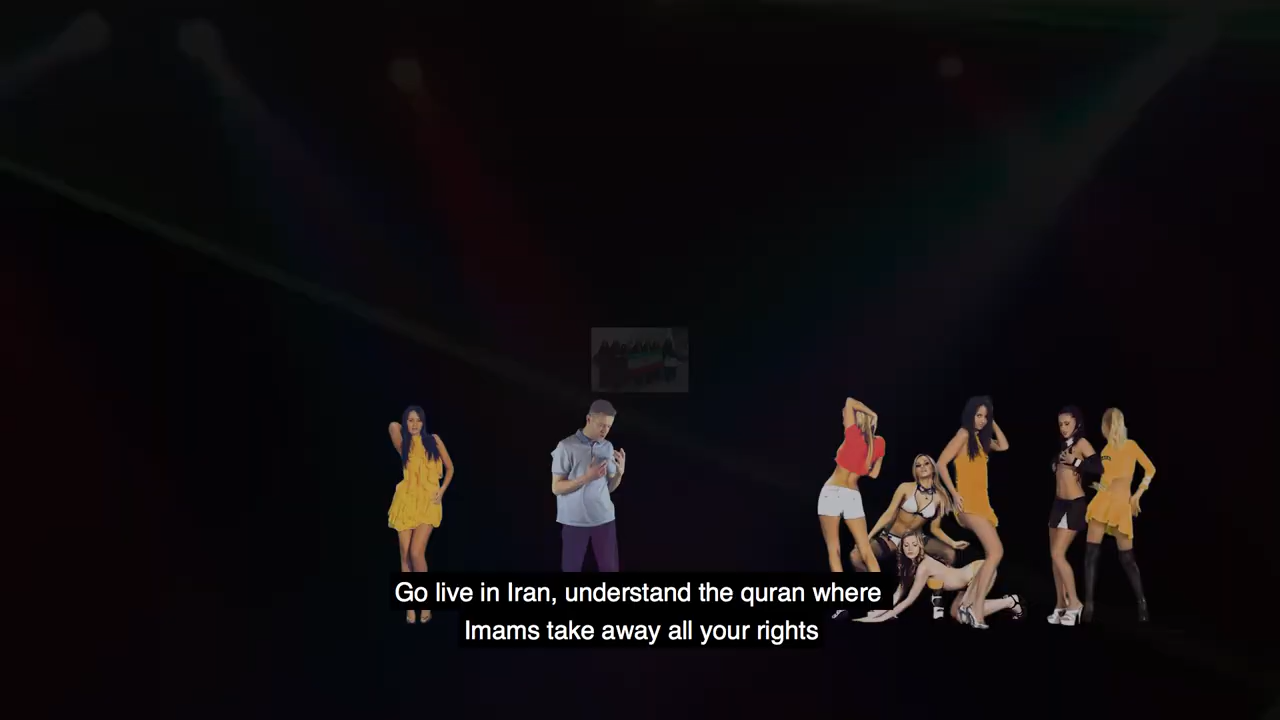 Go live in Iran, understand the quran where
Imams take away all your rights